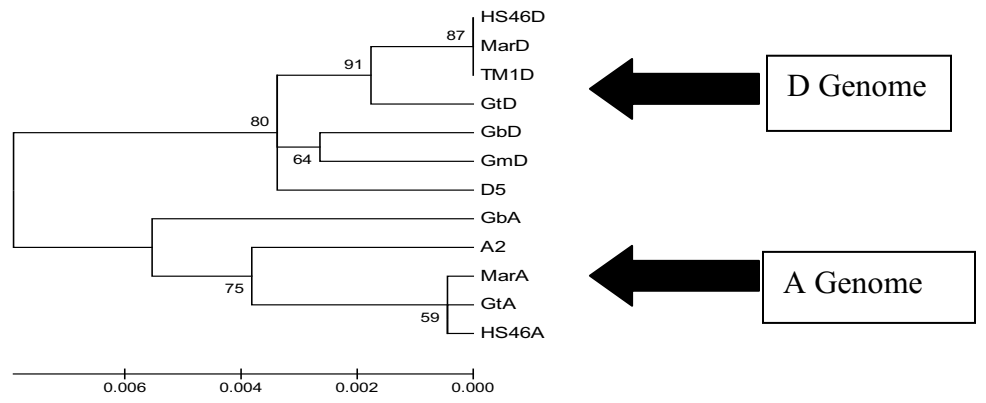 HS46D
87
MarD
91
TM1D
D Genome
GtD
80
GbD
64
GmD
D5
GbA
A2
75
MarA
A Genome
GtA
59
HS46A
0.006 0.004 0.002 0.000